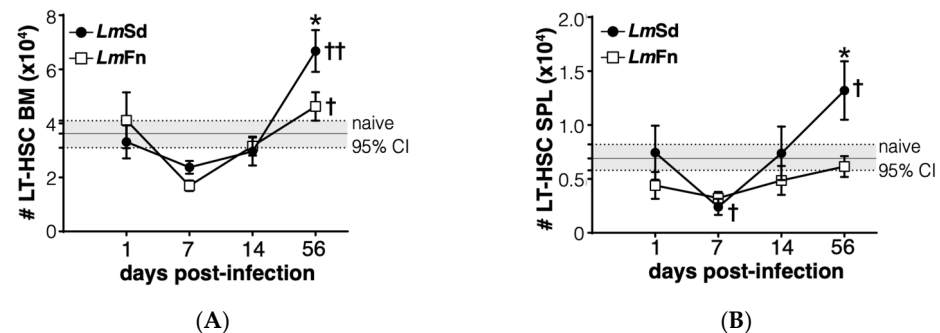 # LT-HSC BM (x10⁴)
8
6
4
2
0
LmSd
LmFn
*
††
†
naive
95% CI
1 7 14 56
days post-infection
(A)
# LT-HSC SPL (x10⁴)
2.0
1.5
1.0
0.5
0
LmSd
LmFn
*
†
†
naive
95% CI
1 7 14 56
days post-infection
(B)